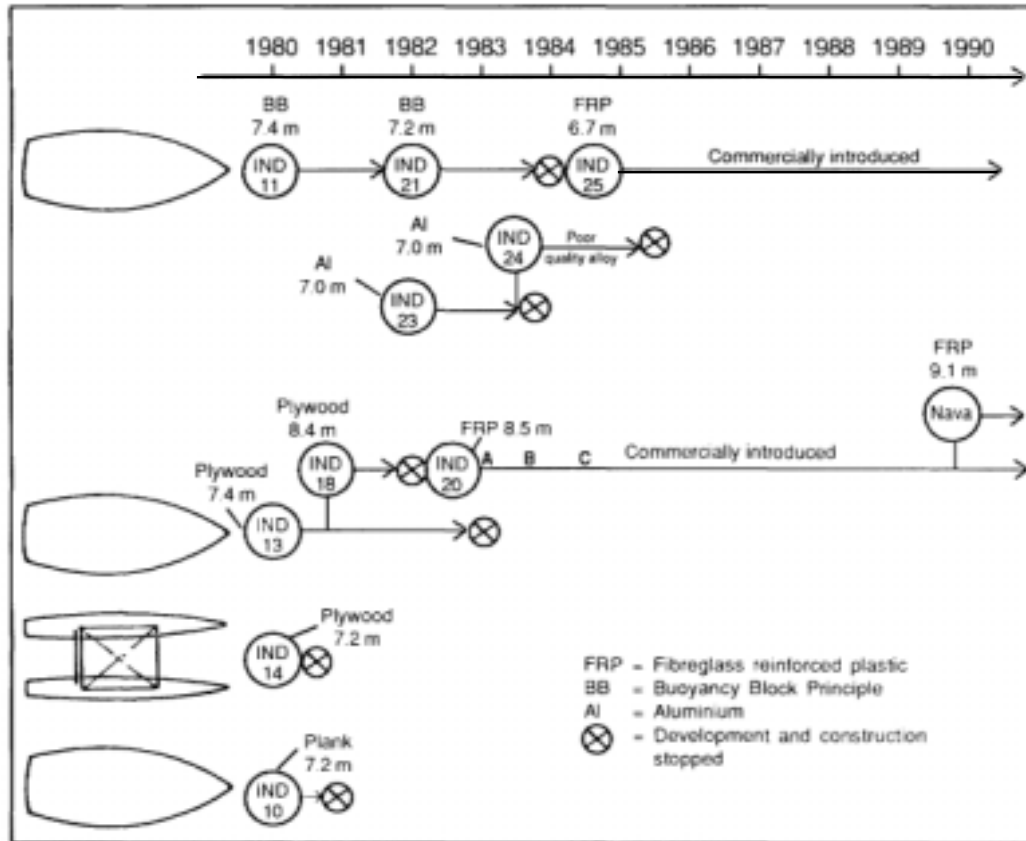 1980 1981 1982 1983 1984 1985 1986 1987 1988 1989 1990
BB
7.4 m
BB
7.2 m
FRP
6.7 m
IND
11
IND
21
IND
25
Commercially introduced
Al
7.0 m
IND
24
Poor
quality alloy
Al
7.0 m
IND
23
FRP
9.1 m
Nava
Plywood
8.4 m
FRP 8.5 m
IND
18
IND
20
A B C
Commercially introduced
Plywood
7.4 m
IND
13
Plywood
7.2 m
IND
14
Plank
7.2 m
IND
10
FRP = Fibreglass reinforced plastic
BB = Buoyancy Block Principle
Al = Aluminium
= Development and construction
stopped